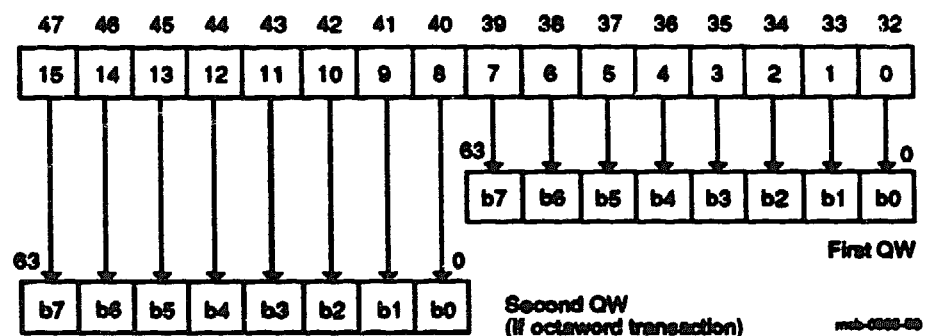 47 46 45 44 43 42 41 40 39 38 37 36 35 34 33 32
15 14 13 12 11 10 9 8 7 6 5 4 3 2 1 0
63 0
b7 b6 b5 b4 b3 b2 b1 b0
First QW
63 0
b7 b6 b5 b4 b3 b2 b1 b0
Second QW
(if octaword transaction)